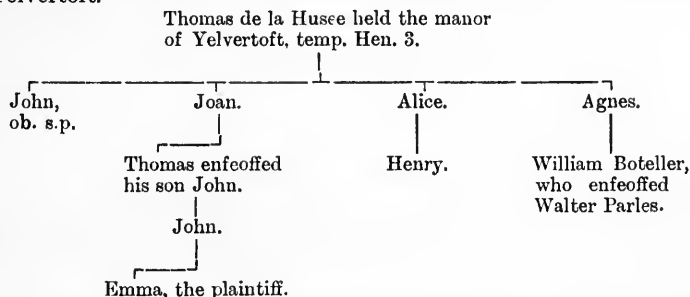 Yelvertoft.
Thomas de la Husee held the manor
of Yelvertoft, temp. Hen. 3.
John, Joan. Alice. Agnes.
ob. s.p.
Thomas enfeoffed Henry. William Boteller,
his son John. who enfeoffed
Walter Parles.
John.
Emma, the plaintiff.